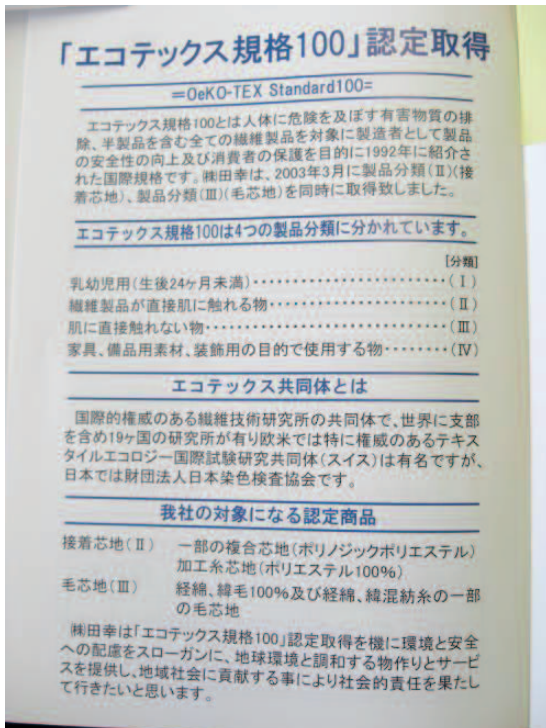 「エコテックス規格100」認定取得
=OeKO-TEX Standard100=
エコテックス規格100とは人体に危険を及ぼす有害物質の排
除、半製品を含む全ての繊維製品を対象に製造者として製品
の安全性の向上及び消費者の保護を目的に1992年に紹介さ
れた国際規格です。㈱田幸は、2003年3月に製品分類(Ⅱ)(接
着芯地)、製品分類(Ⅲ)(毛芯地)を同時に取得致しました。
エコテックス規格100は4つの製品分類に分かれています。
[分類]
乳幼児用(生後24ヶ月未満)‥‥‥‥‥‥‥‥‥‥‥‥(Ⅰ)
繊維製品が直接肌に触れる物‥‥‥‥‥‥‥‥‥‥‥(Ⅱ)
肌に直接触れない物‥‥‥‥‥‥‥‥‥‥‥‥‥‥‥(Ⅲ)
家具、備品用素材、装飾用の目的で使用する物‥‥‥‥(Ⅳ)
エコテックス共同体とは
国際的権威のある繊維技術研究所の共同体で、世界に支部
を含め19ヶ国の研究所が有り欧米では特に権威のあるテキス
タイルエコロジー国際試験研究共同体(スイス)は有名ですが、
日本では財団法人日本染色検査協会です。
我社の対象になる認定商品
接着芯地(Ⅱ) 一部の複合芯地(ポリノジックポリエステル)
加工糸芯地(ポリエステル100%)
毛芯地(Ⅲ) 経綿、緯毛100%及び経綿、緯混紡糸の一部
の毛芯地
㈱田幸は「エコテックス規格100」認定取得を機に環境と安全
への配慮をスローガンに、地球環境と調和する物作りとサービ
スを提供し、地域社会に貢献する事により社会的責任を果たし
て行きたいと思います。